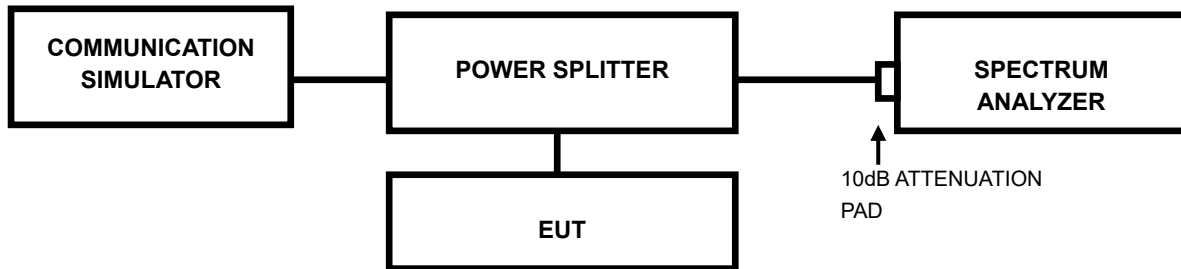 COMMUNICATION
SIMULATOR
POWER SPLITTER
SPECTRUM
ANALYZER
10dB ATTENUATION
PAD
EUT